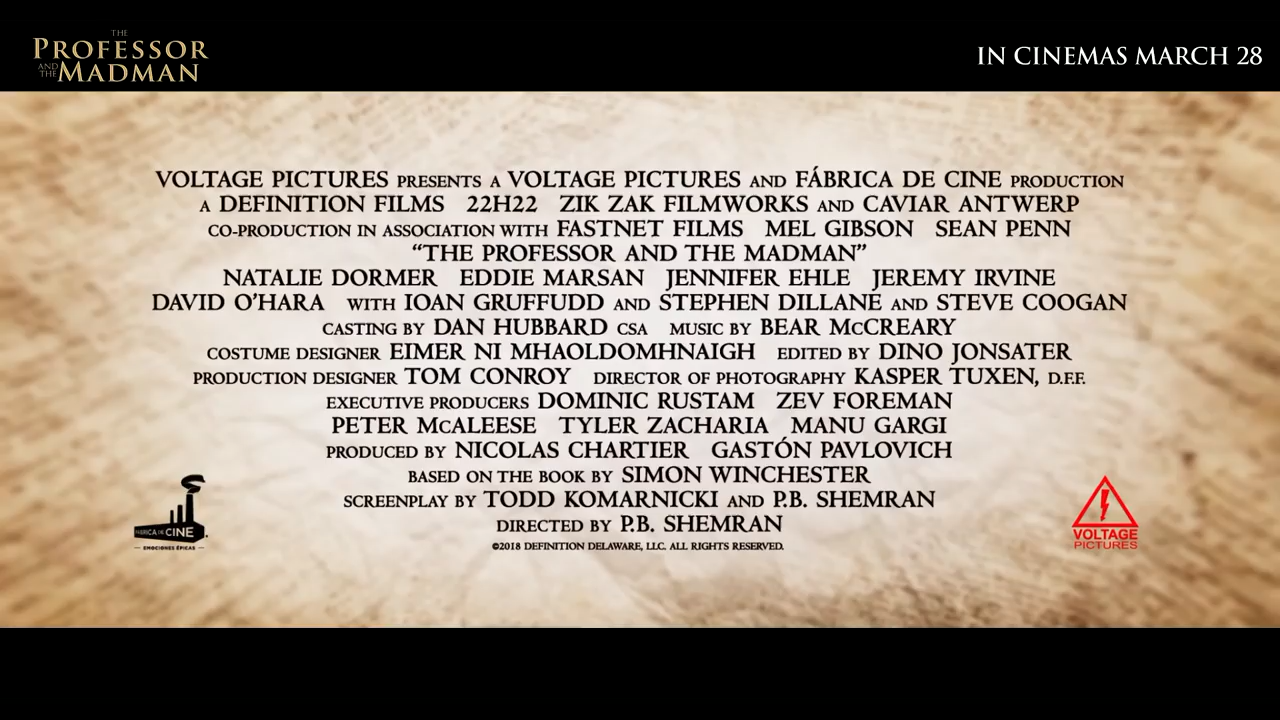 THE
PROFESSOR
AND THE MADMAN
IN CINEMAS MARCH 28
VOLTAGE PICTURES PRESENTS A VOLTAGE PICTURES AND FÁBRICA DE CINE PRODUCTION
A DEFINITION FILMS 22H22 ZIK ZAK FILMWORKS AND CAVIAR ANTWERP
CO-PRODUCTION IN ASSOCIATION WITH FASTNET FILMS MEL GIBSON SEAN PENN
“THE PROFESSOR AND THE MADMAN”
NATALIE DORMER EDDIE MARSAN JENNIFER EHLE JEREMY IRVINE
DAVID O’HARA WITH IOAN GRUFFUDD AND STEPHEN DILLANE AND STEVE COOGAN
CASTING BY DAN HUBBARD CSA MUSIC BY BEAR McCREARY
COSTUME DESIGNER EIMER NI MHAOLDOMHNAIGH EDITED BY DINO JONSATER
PRODUCTION DESIGNER TOM CONROY DIRECTOR OF PHOTOGRAPHY KASPER TUXEN, D.F.F.
EXECUTIVE PRODUCERS DOMINIC RUSTAM ZEV FOREMAN
PETER McALEESE TYLER ZACHARIA MANU GARGI
PRODUCED BY NICOLAS CHARTIER GASTÓN PAVLOVICH
BASED ON THE BOOK BY SIMON WINCHESTER
SCREENPLAY BY TODD KOMARNICKI AND P.B. SHEMRAN
DIRECTED BY P.B. SHEMRAN
©2018 DEFINITION DELAWARE, LLC. ALL RIGHTS RESERVED.
FÁBRICA DE CINE
EMOCIONES ÉPICAS
VOLTAGE
PICTURES